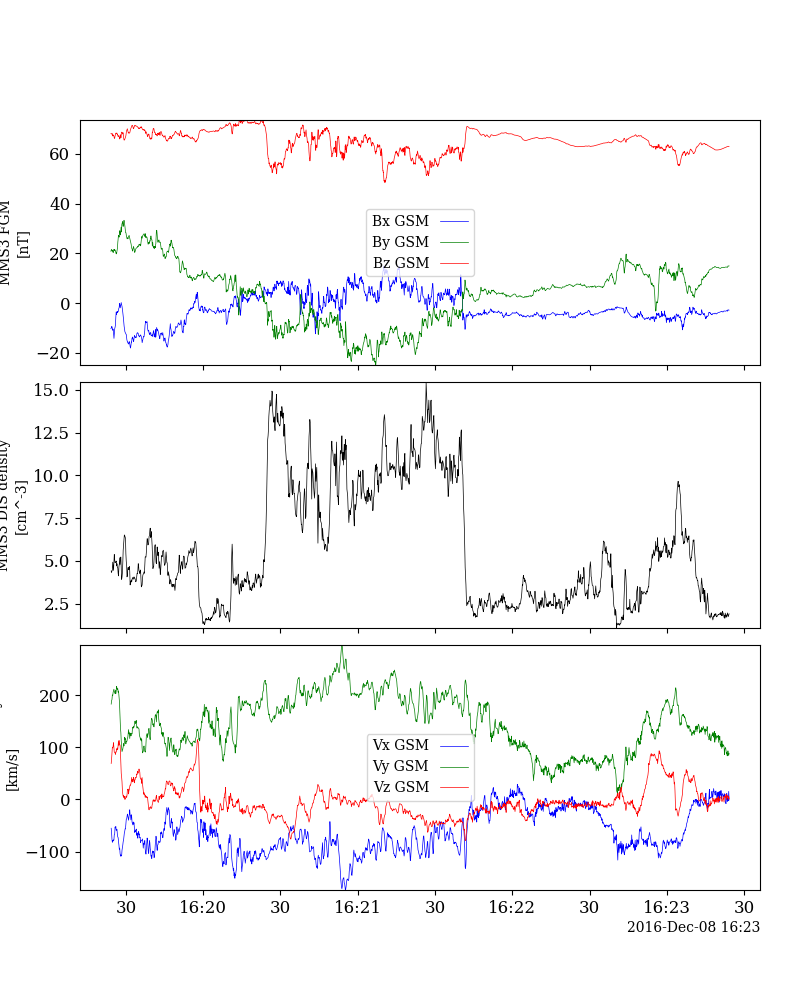 MMS3 FGM
[nT]
60
40
20
0
−20
Bx GSM
By GSM
Bz GSM
MMS3 DIS density
[cm^-3]
15.0
12.5
10.0
7.5
5.0
2.5
[km/s]
200
100
0
−100
Vx GSM
Vy GSM
Vz GSM
30 16:20 30 16:21 30 16:22 30 16:23 30
2016-Dec-08 16:23